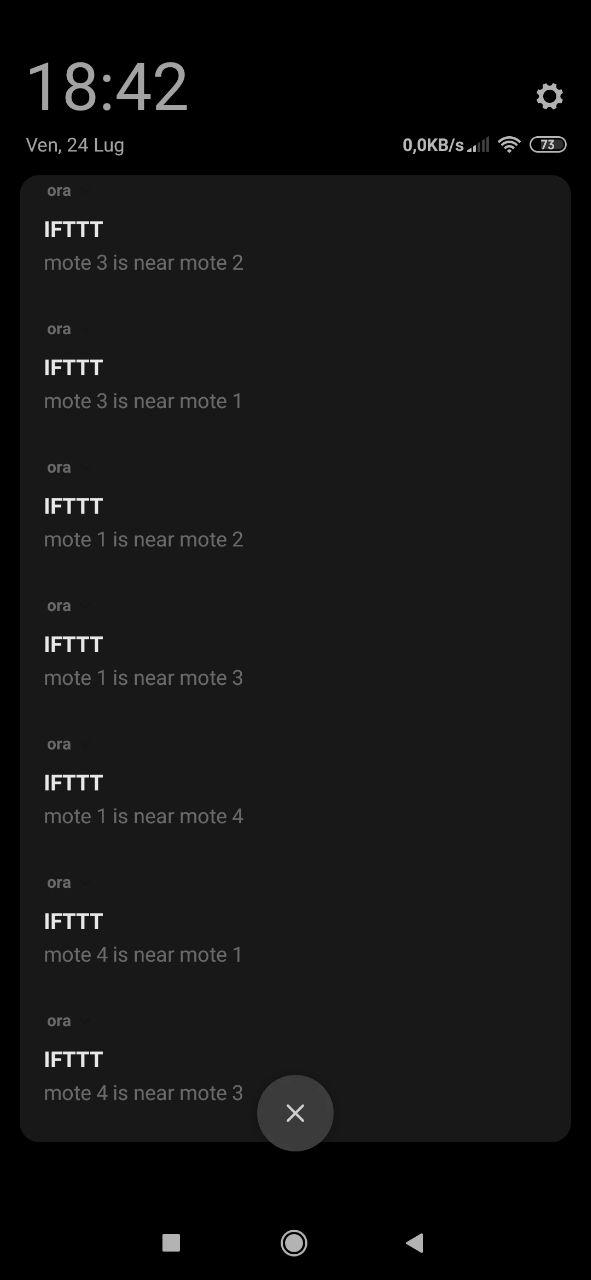 18:42
Ven, 24 Lug
0,0KB/s 73
ora
IFTTT
mote 3 is near mote 2
ora
IFTTT
mote 3 is near mote 1
ora
IFTTT
mote 1 is near mote 2
ora
IFTTT
mote 1 is near mote 3
ora
IFTTT
mote 1 is near mote 4
ora
IFTTT
mote 4 is near mote 1
ora
IFTTT
mote 4 is near mote 3